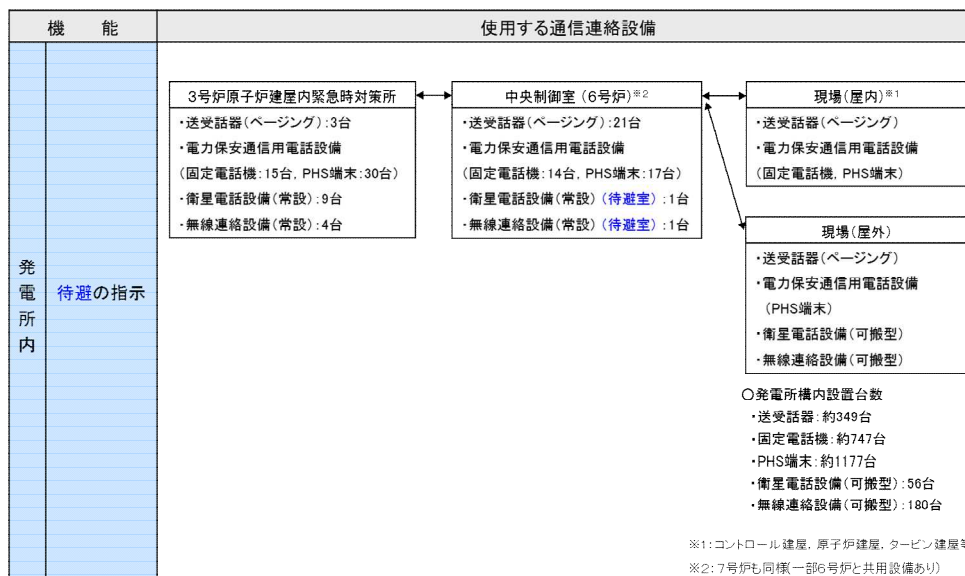 機　能
使用する通信連絡設備
発電所内
待避の指示
3号炉原子炉建屋内緊急時対策所
・送受話器(ページング):3台
・電力保安通信用電話設備
(固定電話機:15台, PHS端末:30台)
・衛星電話設備(常設):9台
・無線連絡設備(常設):4台
中央制御室 (6号炉)※2
・送受話器(ページング):21台
・電力保安通信用電話設備
(固定電話機:14台, PHS端末:17台)
・衛星電話設備(常設)(待避室):1台
・無線連絡設備(常設)(待避室):1台
現場(屋内)※1
・送受話器(ページング)
・電力保安通信用電話設備
(固定電話機, PHS端末)
現場(屋外)
・送受話器(ページング)
・電力保安通信用電話設備
(PHS端末)
・衛星電話設備(可搬型)
・無線連絡設備(可搬型)
○発電所構内設置台数
・送受話器:約349台
・固定電話機:約747台
・PHS端末:約1177台
・衛星電話設備(可搬型):56台
・無線連絡設備(可搬型):180台
※1:コントロール建屋, 原子炉建屋, タービン建屋等
※2:7号炉も同様(一部6号炉と共用設備あり)